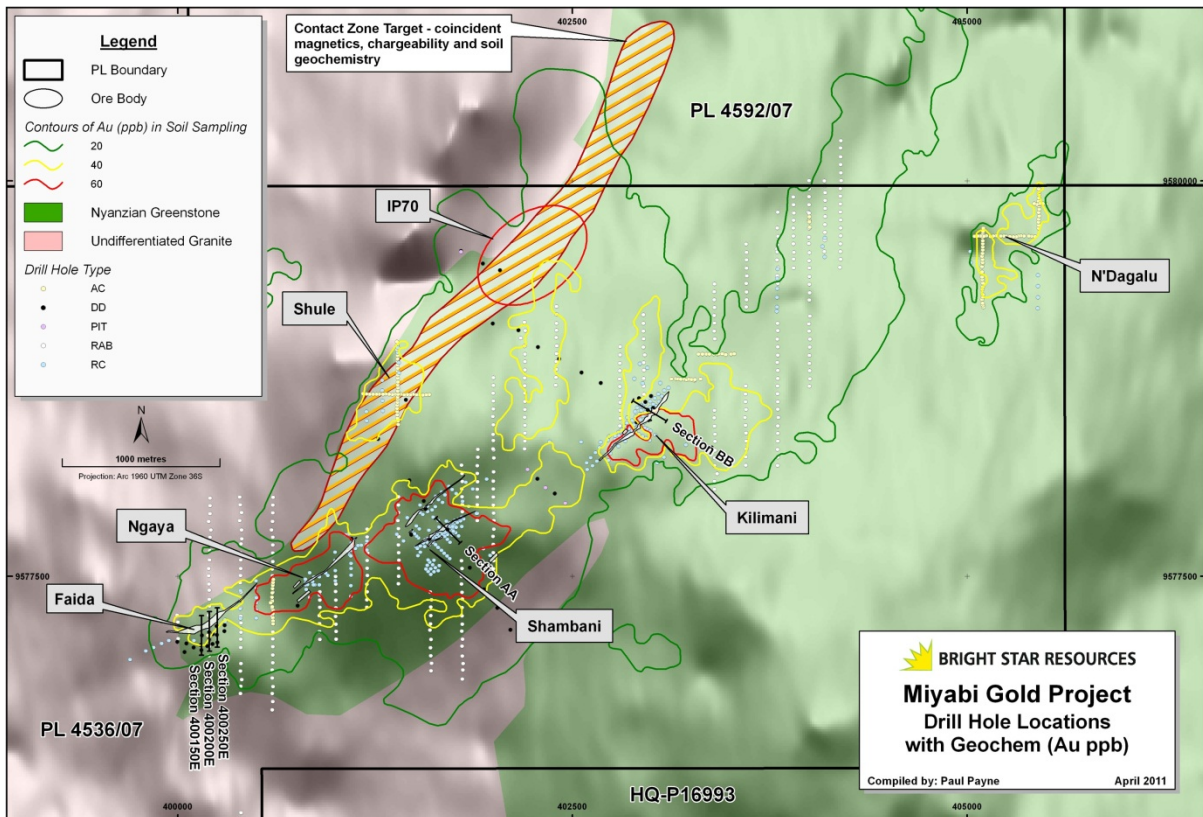 402500
405000
Legend
PL Boundary
Ore Body
Contours of Au (ppb) in Soil Sampling
20
40
60
Nyanzian Greenstone
Undifferentiated Granite
Drill Hole Type
AC
DD
PIT
RAB
RC
N
1000 metres
Projection: Arc 1960 UTM Zone 36S
Contact Zone Target - coincident
magnetics, chargeability and soil
geochemistry
PL 4592/07
9580000
IP70
N'Dagalu
Shule
Section BB
Kilimani
Ngaya
Section AA
9577500
9577500
Faida
Shambani
Section 400250E
Section 400200E
Section 400150E
PL 4536/07
BRIGHT STAR RESOURCES
Miyabi Gold Project
Drill Hole Locations
with Geochem (Au ppb)
Compiled by: Paul Payne
April 2011
HQ-P16993
400000
402500
405000